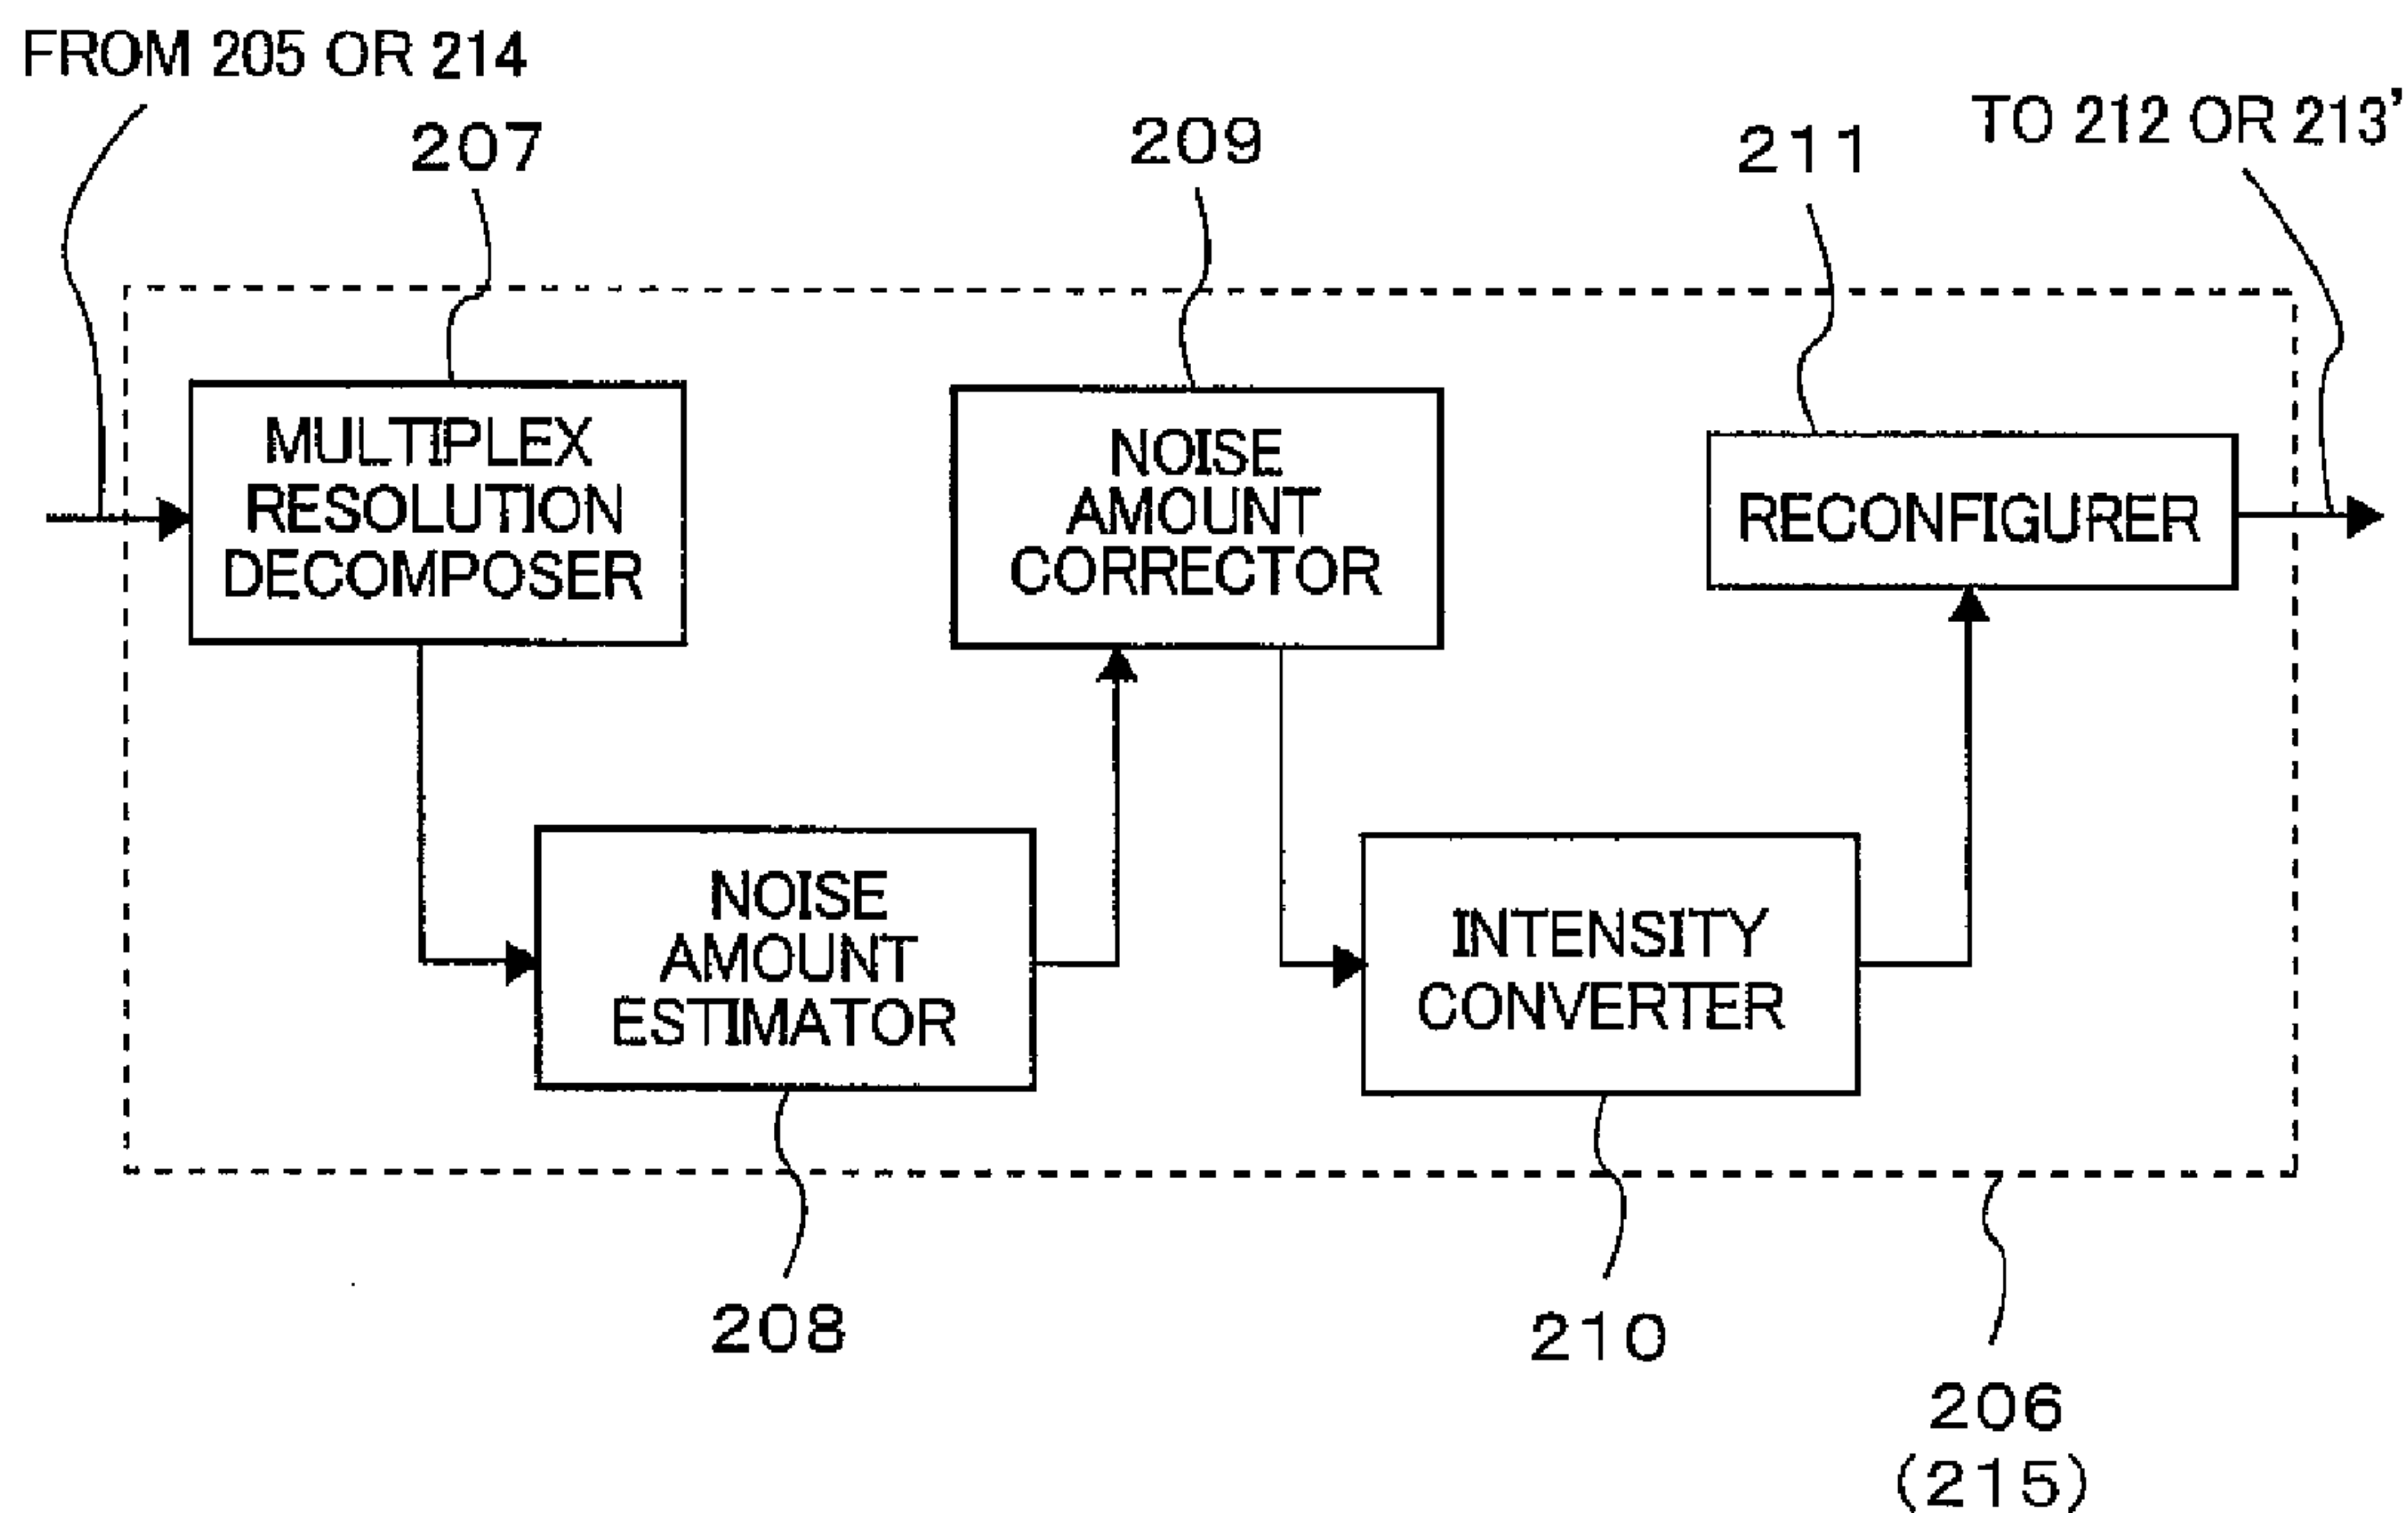 FROM 205 OR 214
207
209
211
TO 212 OR 213'
MULTIPLEX
RESOLUTION
DECOMPOSER
NOISE
AMOUNT
CORRECTOR
RECONFIGURER
NOISE
AMOUNT
ESTIMATOR
INTENSITY
CONVERTER
208
210
206
(215)